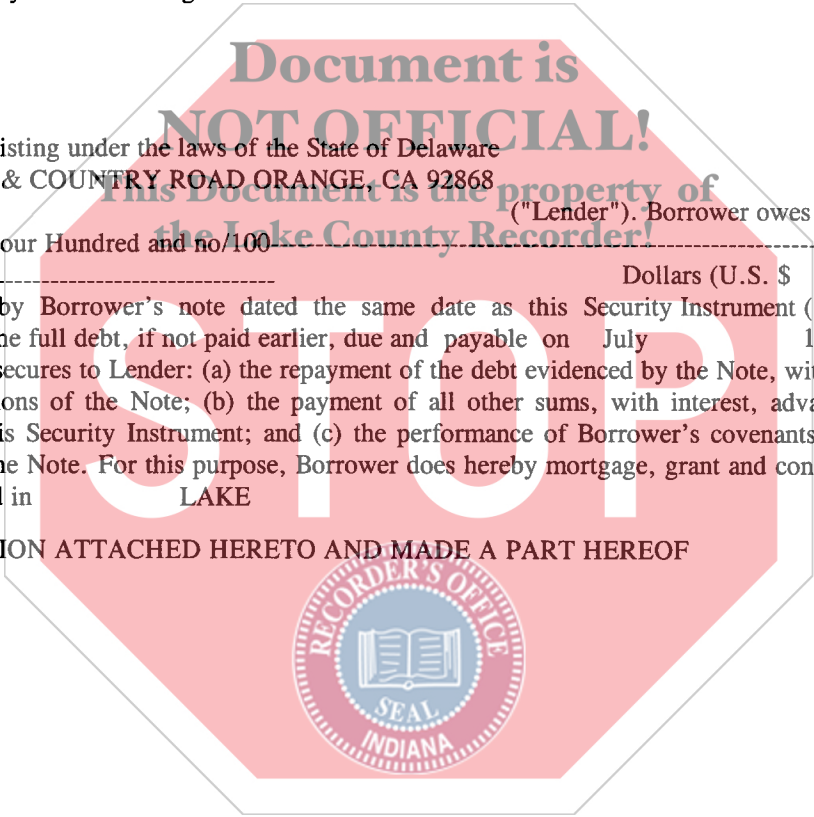 Document is
NOT OFFICIAL!
isting under the laws of the State of Delaware
& COUNTRY ROAD ORANGE, CA 92868
This Document is the property of
("Lender"). Borrower owes
the Lake County Recorder!
our Hundred and no/100-------------------------------------------------------------------------
------------------------------------ Dollars (U.S. $
by Borrower's note dated the same date as this Security Instrument (
ne full debt, if not paid earlier, due and payable on July 1
secures to Lender: (a) the repayment of the debt evidenced by the Note, wit
ons of the Note; (b) the payment of all other sums, with interest, adva
is Security Instrument; and (c) the performance of Borrower's covenants
ne Note. For this purpose, Borrower does hereby mortgage, grant and con
l in LAKE
STOP
ION ATTACHED HERETO AND MADE A PART HEREOF
RECORDER'S OFFICE
SEAL
INDIANA